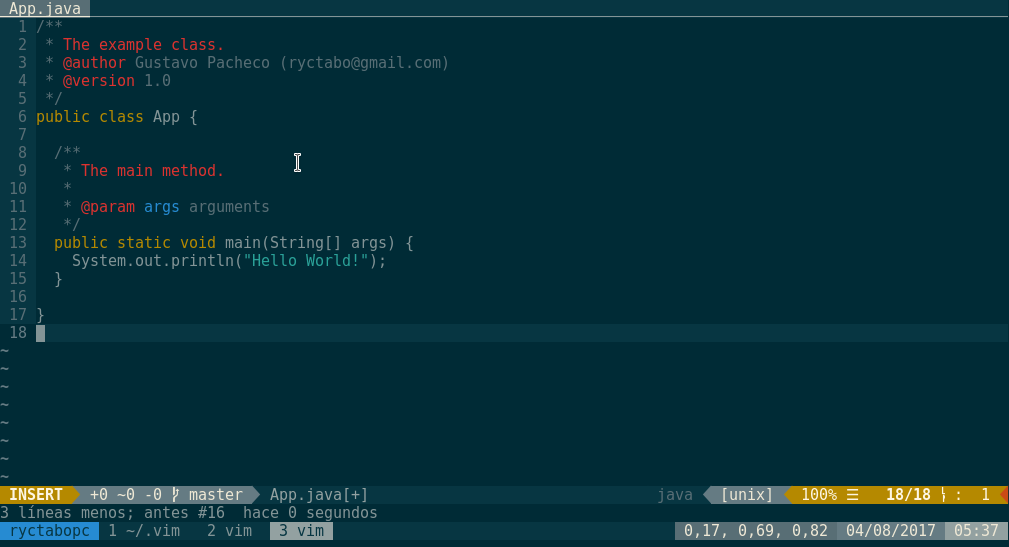 App.java
1 /**
2  * The example class.
3  * @author Gustavo Pacheco (ryctabo@gmail.com)
4  * @version 1.0
5  */
6 public class App {
7
8   /**
9    * The main method.
10    *
11    * @param args arguments
12    */
13   public static void main(String[] args) {
14     System.out.println("Hello World!");
15   }
16
17 }
18
~
~
~
~
~
~
~
~
INSERT +0 ~0 -0 master App.java[+] java [unix] 100% ☰ 18/18 : 1
3 líneas menos; antes #16  hace 0 segundos
ryctabopc 1 ~/.vim 2 vim 3 vim 0,17, 0,69, 0,82 04/08/2017 05:37